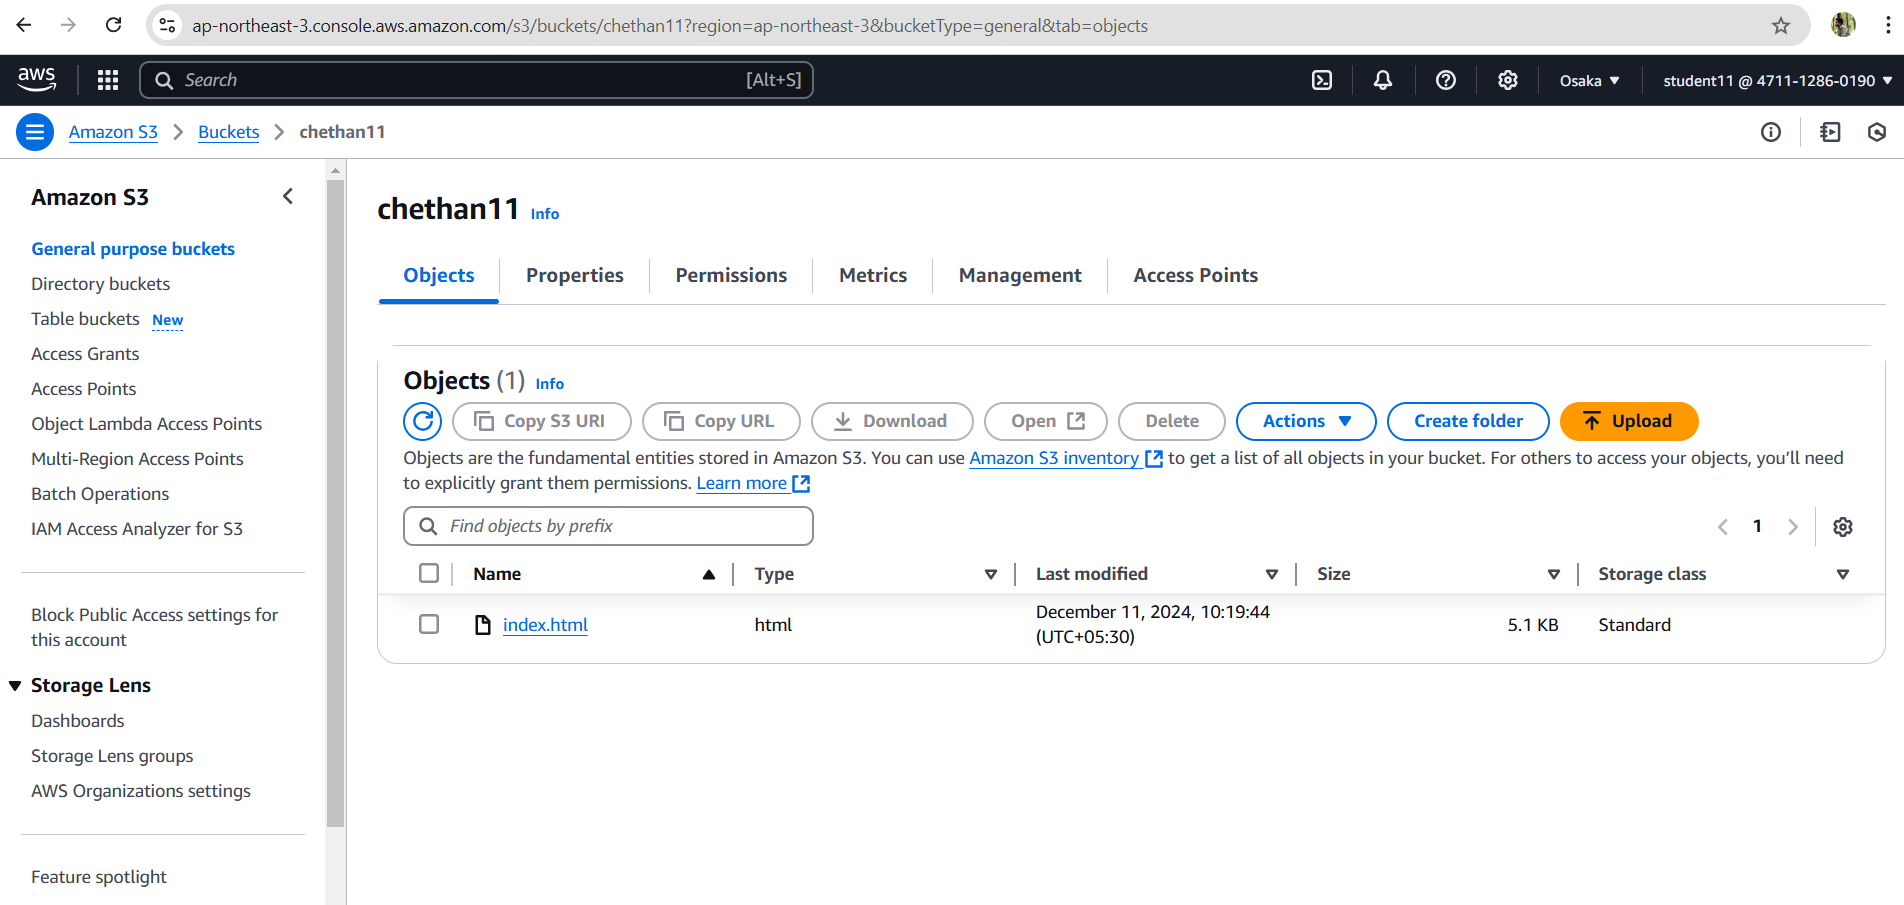 ap-northeast-3.console.aws.amazon.com/s3/buckets/chethan11?region=ap-northeast-3&bucketType=general&tab=objects
aws
Search
[Alt+S]
Osaka
student11 @ 4711-1286-0190
Amazon S3
Buckets
chethan11
Amazon S3
General purpose buckets
Directory buckets
Table buckets New
Access Grants
Access Points
Object Lambda Access Points
Multi-Region Access Points
Batch Operations
IAM Access Analyzer for S3
Block Public Access settings for
this account
Storage Lens
Dashboards
Storage Lens groups
AWS Organizations settings
Feature spotlight
chethan11 Info
Objects
Properties
Permissions
Metrics
Management
Access Points
Objects (1) Info
Copy S3 URI
Copy URL
Download
Open
Delete
Actions
Create folder
Upload
Objects are the fundamental entities stored in Amazon S3. You can use Amazon S3 inventory to get a list of all objects in your bucket. For others to access your objects, you’ll need
to explicitly grant them permissions. Learn more
Find objects by prefix
1
Name
Type
Last modified
Size
Storage class
index.html
html
December 11, 2024, 10:19:44
(UTC+05:30)
5.1 KB
Standard